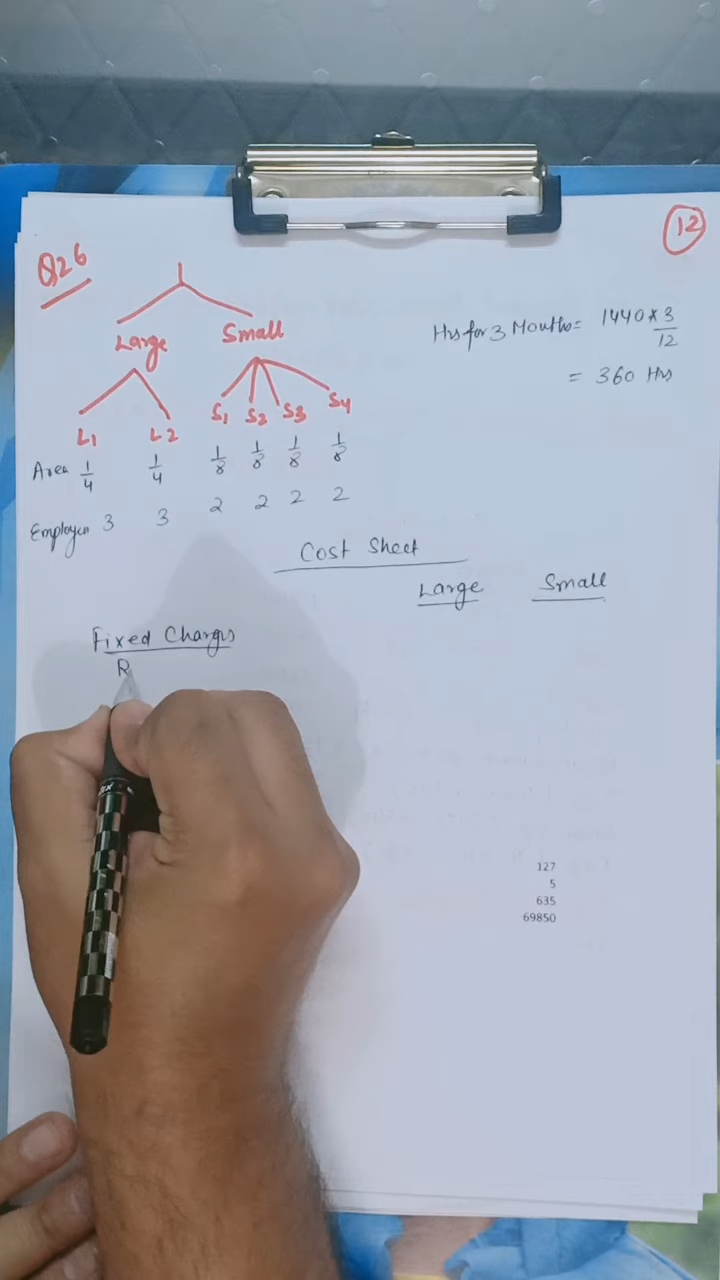 Q26
12
Large Small
Hrs for 3 Months = 1440 × 3/12
= 360 Hrs
L1 L2 S1 S2 S3 S4
Area 1/4 1/4 1/8 1/8 1/8 1/8
3 3 2 2 2 2
Cost Sheet
Large Small
Fixed Charges
R
127
5
635
69850